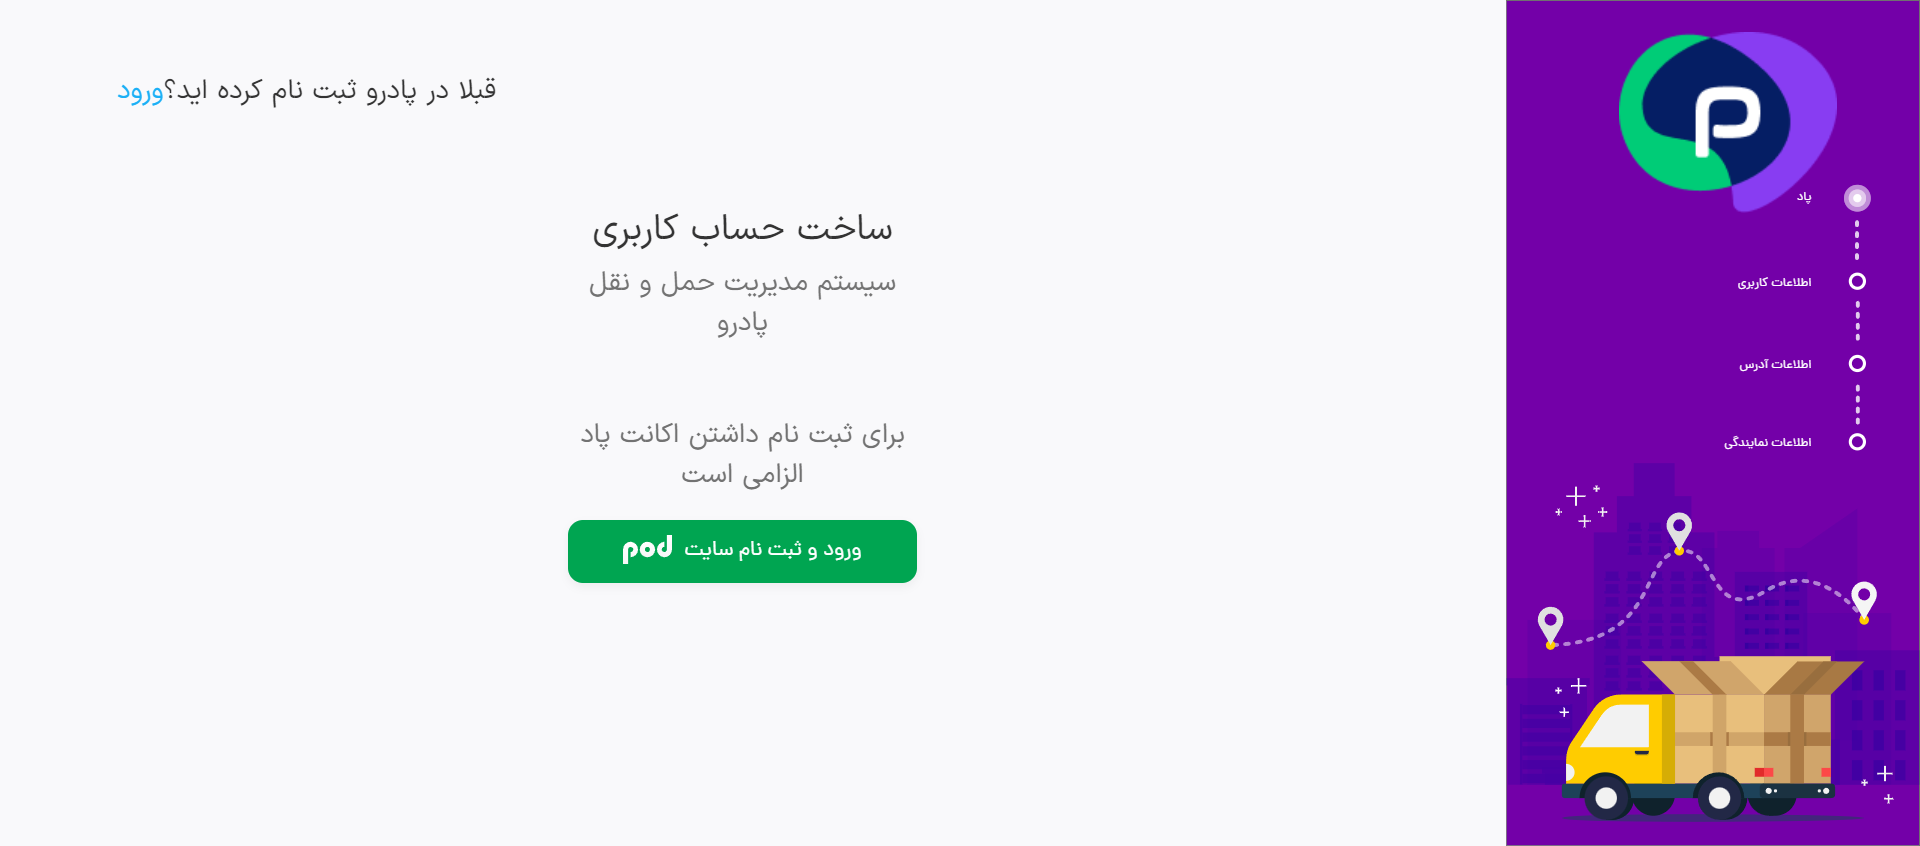 پاد
اطلاعات کاربری
اطلاعات آدرس
اطلاعات نمایندگی
قبلا در پادرو ثبت نام کرده اید؟ورود
ساخت حساب کاربری
سیستم مدیریت حمل و نقل
پادرو
برای ثبت نام داشتن اکانت پاد
الزامی است
ورود و ثبت نام سایت pod